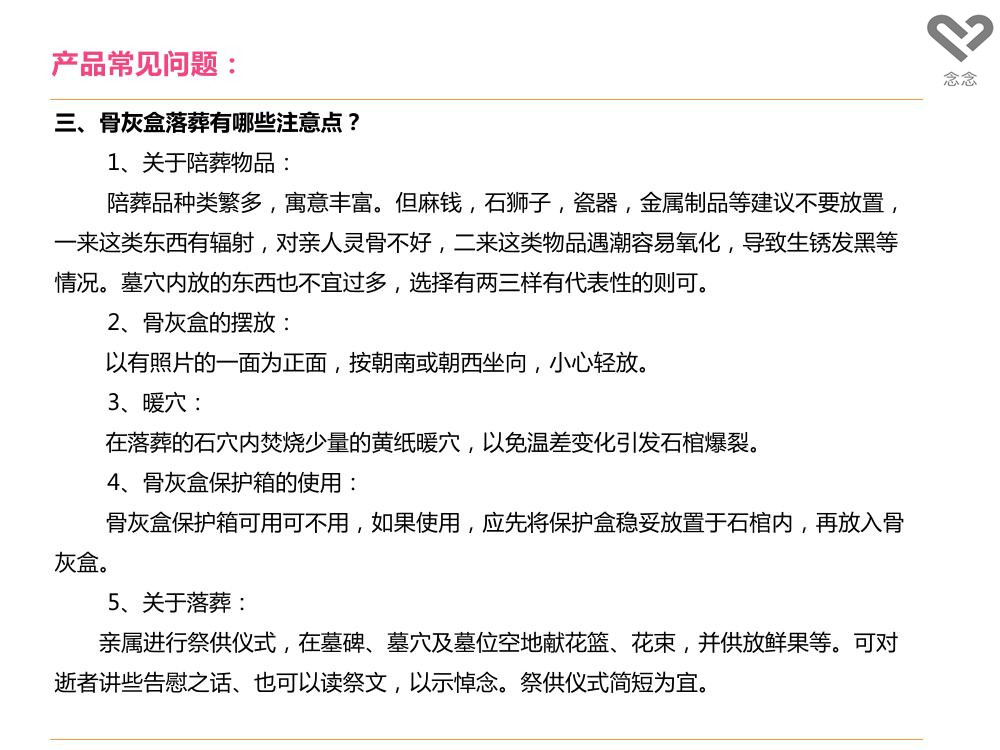 产品常见问题：
念念
三、骨灰盒落葬有哪些注意点？
1、关于陪葬物品：
陪葬品种类繁多，寓意丰富。但麻钱，石狮子，瓷器，金属制品等建议不要放置，
一来这类东西有辐射，对亲人灵骨不好，二来这类物品遇潮容易氧化，导致生锈发黑等
情况。墓穴内放的东西也不宜过多，选择有两三样有代表性的则可。
2、骨灰盒的摆放：
以有照片的一面为正面，按朝南或朝西坐向，小心轻放。
3、暖穴：
在落葬的石穴内焚烧少量的黄纸暖穴，以免温差变化引发石棺爆裂。
4、骨灰盒保护箱的使用：
骨灰盒保护箱可用可不用，如果使用，应先将保护盒稳妥放置于石棺内，再放入骨
灰盒。
5、关于落葬：
亲属进行祭供仪式，在墓碑、墓穴及墓位空地献花篮、花束，并供放鲜果等。可对
逝者讲些告慰之话、也可以读祭文，以示悼念。祭供仪式简短为宜。